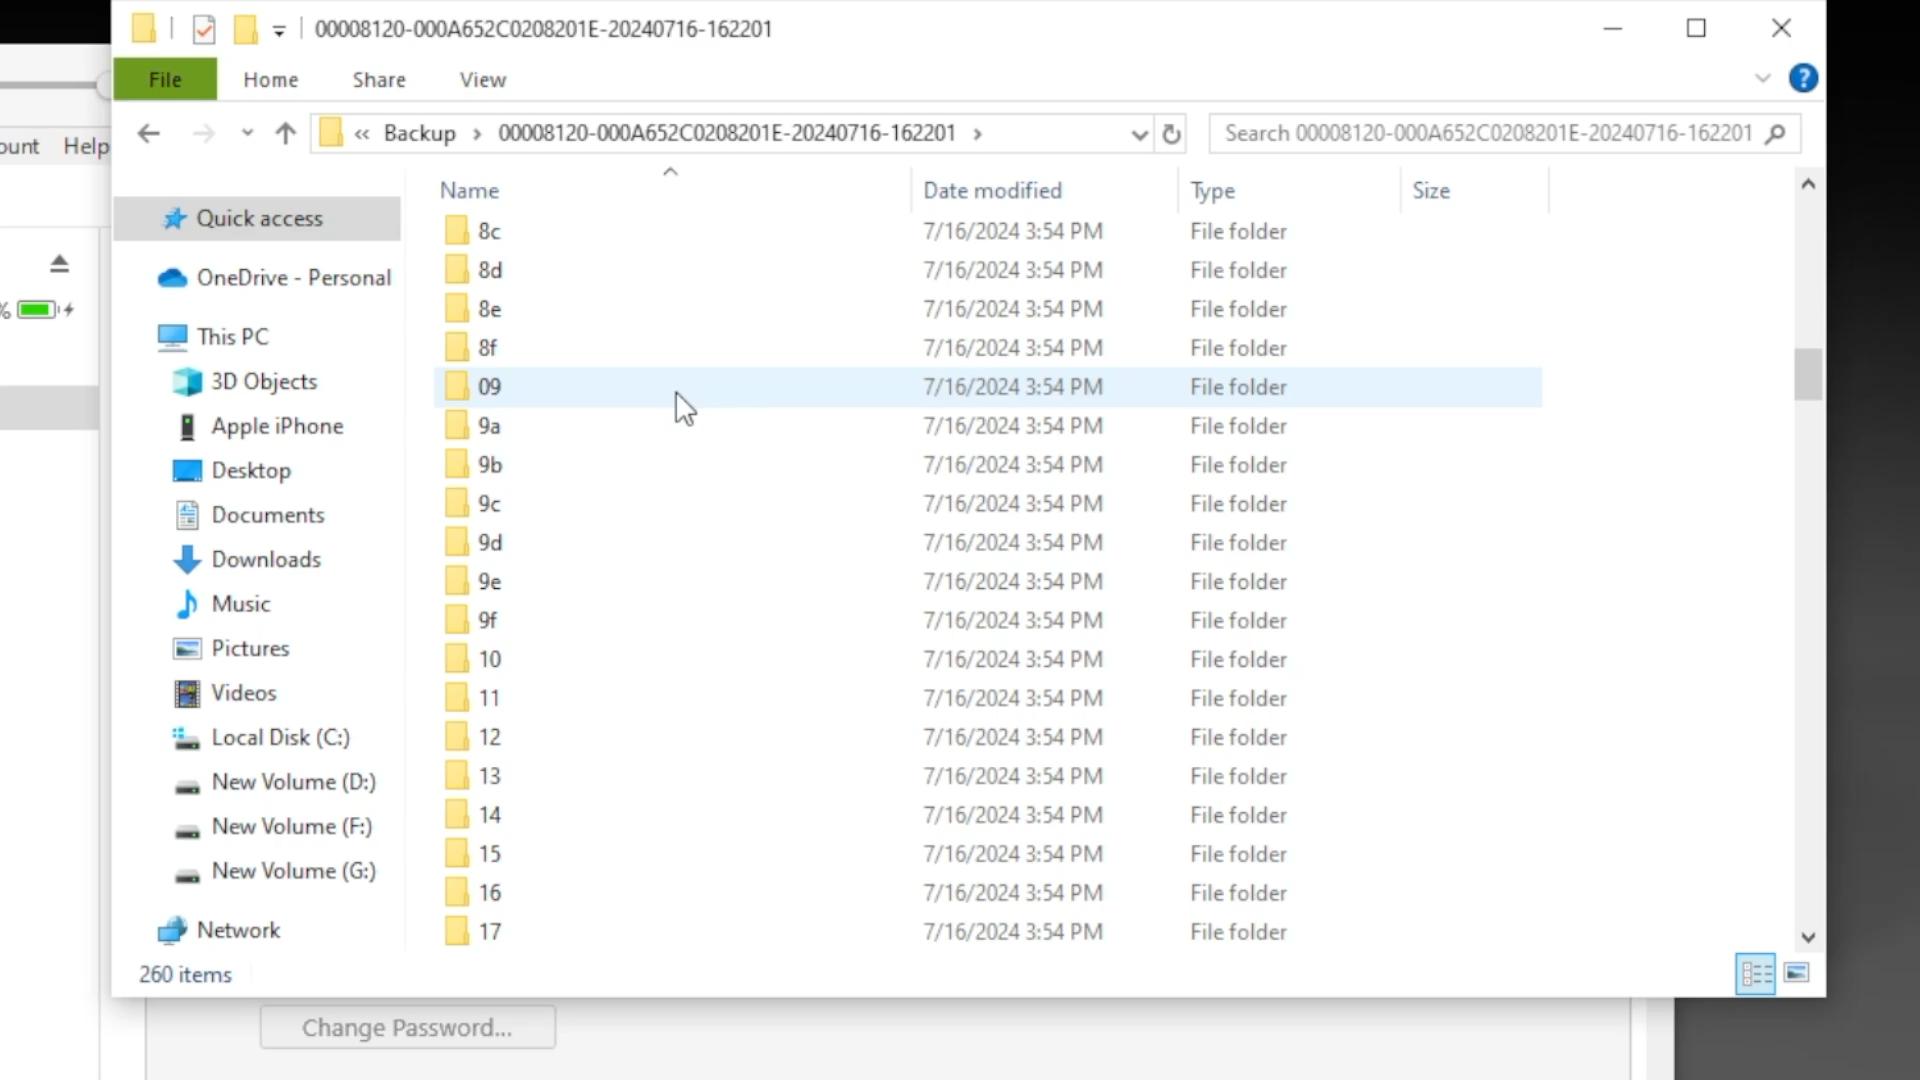 00008120-000A652C0208201E-20240716-162201
File Home Share View
« Backup › 00008120-000A652C0208201E-20240716-162201 ›
Search 00008120-000A652C0208201E-20240716-162201
ount Help
%
Quick access
OneDrive - Personal
This PC
3D Objects
Apple iPhone
Desktop
Documents
Downloads
Music
Pictures
Videos
Local Disk (C:)
New Volume (D:)
New Volume (F:)
New Volume (G:)
Network
Name Date modified Type Size
8c 7/16/2024 3:54 PM File folder
8d 7/16/2024 3:54 PM File folder
8e 7/16/2024 3:54 PM File folder
8f 7/16/2024 3:54 PM File folder
09 7/16/2024 3:54 PM File folder
9a 7/16/2024 3:54 PM File folder
9b 7/16/2024 3:54 PM File folder
9c 7/16/2024 3:54 PM File folder
9d 7/16/2024 3:54 PM File folder
9e 7/16/2024 3:54 PM File folder
9f 7/16/2024 3:54 PM File folder
10 7/16/2024 3:54 PM File folder
11 7/16/2024 3:54 PM File folder
12 7/16/2024 3:54 PM File folder
13 7/16/2024 3:54 PM File folder
14 7/16/2024 3:54 PM File folder
15 7/16/2024 3:54 PM File folder
16 7/16/2024 3:54 PM File folder
17 7/16/2024 3:54 PM File folder
260 items
Change Password...